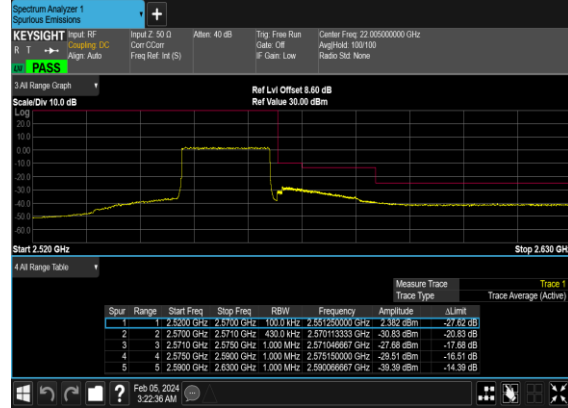 Spectrum Analyzer 1
Spurious Emissions
KEYSIGHT Input: RF Input Z: 50 Ω Atten: 40 dB Trig: Free Run Center Freq: 22.005000000 GHz
R T Coupling: DC Corr CCorr Gate: Off Avg|Hold: 100/100
Align: Auto Freq Ref: Int (S) IF Gain: Low Radio Std: None
PASS
3 All Range Graph
Ref Lvl Offset 8.60 dB
Scale/Div 10.0 dB Ref Value 30.00 dBm
Log
20.0
10.0
0.00
-10.0
-20.0
-30.0
-40.0
-50.0
-60.0
Start 2.520 GHz Stop 2.630 GH
4 All Range Table
Measure Trace Trace 1
Trace Type Trace Average (Active)
Spur Range Start Freq Stop Freq RBW Frequency Amplitude ΔLimit
1 1 2.5200 GHz 2.5700 GHz 100.0 kHz 2.551250000 GHz 2.382 dBm -27.62 dB
2 2 2.5700 GHz 2.5710 GHz 430.0 kHz 2.570113333 GHz -30.83 dBm -20.83 dB
3 3 2.5710 GHz 2.5750 GHz 1.000 MHz 2.571046667 GHz -27.68 dBm -17.68 dB
4 4 2.5750 GHz 2.5900 GHz 1.000 MHz 2.575150000 GHz -29.51 dBm -16.51 dB
5 5 2.5900 GHz 2.6300 GHz 1.000 MHz 2.590066667 GHz -39.39 dBm -14.39 dB
Feb 05, 2024
3:22:36 AM